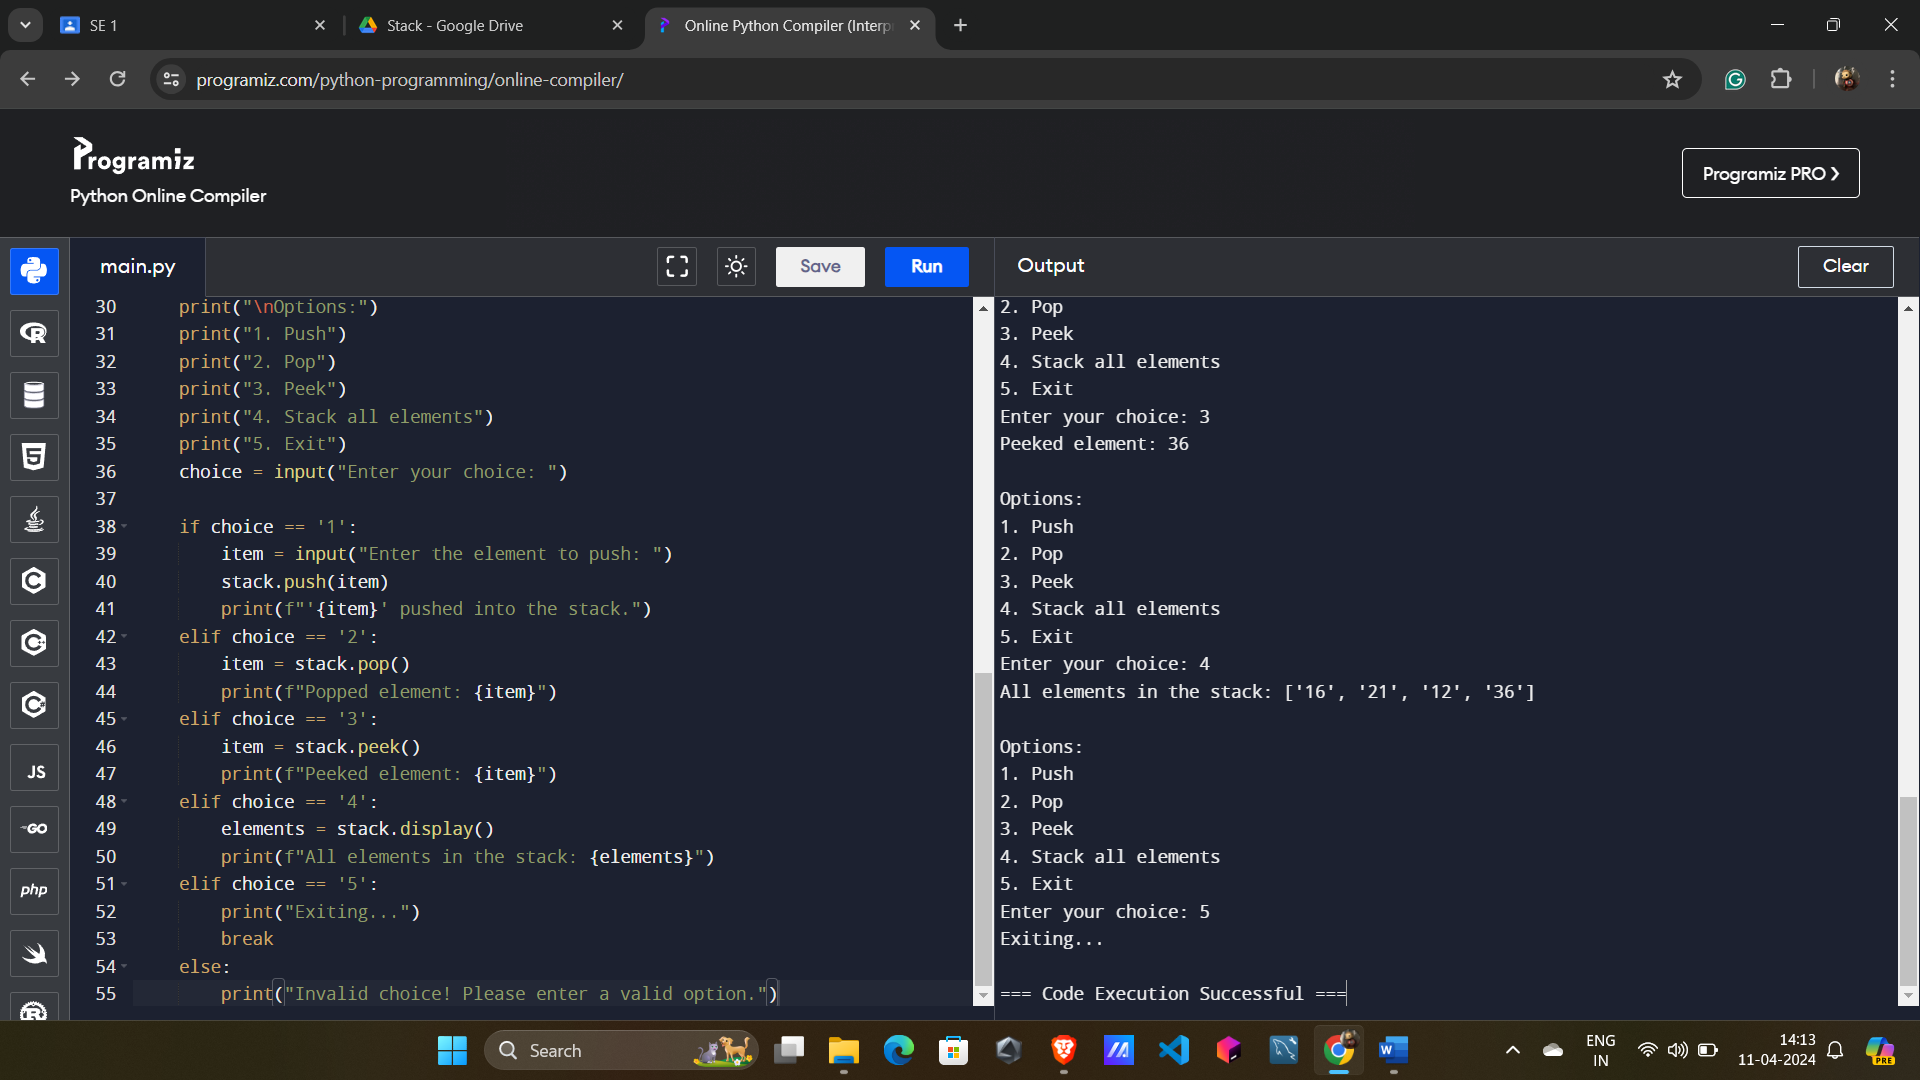 SE 1
Stack - Google Drive
Online Python Compiler (Interp
programiz.com/python-programming/online-compiler/
Programiz
Python Online Compiler
Programiz PRO
main.py
Save
Run
Output
Clear
30 print("\nOptions:")
31 print("1. Push")
32 print("2. Pop")
33 print("3. Peek")
34 print("4. Stack all elements")
35 print("5. Exit")
36 choice = input("Enter your choice: ")
37
38 if choice == '1':
39 item = input("Enter the element to push: ")
40 stack.push(item)
41 print(f"'{item}' pushed into the stack.")
42 elif choice == '2':
43 item = stack.pop()
44 print(f"Popped element: {item}")
45 elif choice == '3':
46 item = stack.peek()
47 print(f"Peeked element: {item}")
48 elif choice == '4':
49 elements = stack.display()
50 print(f"All elements in the stack: {elements}")
51 elif choice == '5':
52 print("Exiting...")
53 break
54 else:
55 print("Invalid choice! Please enter a valid option.")
2. Pop
3. Peek
4. Stack all elements
5. Exit
Enter your choice: 3
Peeked element: 36
Options:
1. Push
2. Pop
3. Peek
4. Stack all elements
5. Exit
Enter your choice: 4
All elements in the stack: ['16', '21', '12', '36']
Options:
1. Push
2. Pop
3. Peek
4. Stack all elements
5. Exit
Enter your choice: 5
Exiting...
=== Code Execution Successful ===
JS
GO
php
Search
ENG
IN
14:13
11-04-2024
PRE